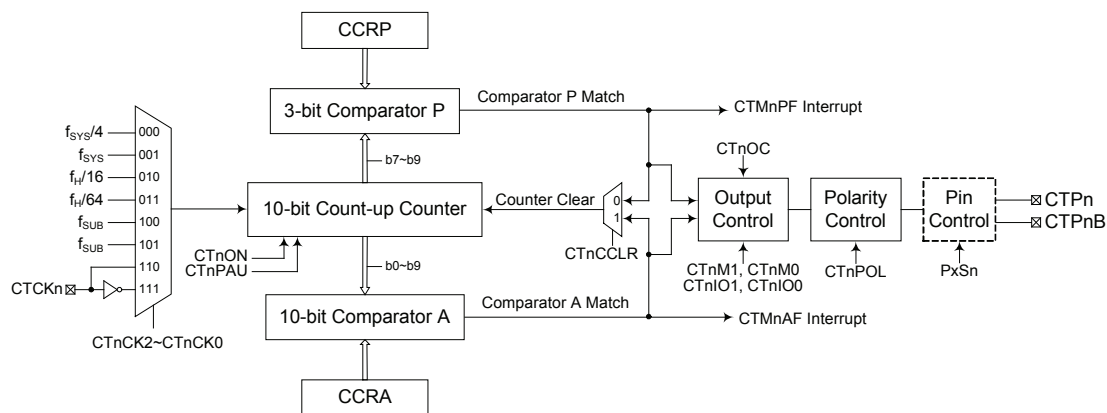 CCRP
3-bit Comparator P
Comparator P Match
CTMnPF Interrupt
fSYS/4
000
fSYS
001
fH/16
010
fH/64
011
fSUB
100
fSUB
101
110
CTCKn
111
CTnCK2~CTnCK0
b7~b9
10-bit Count-up Counter
CTnON
CTnPAU
b0~b9
Counter Clear
0
1
CTnCCLR
CTnOC
Output
Control
CTnM1, CTnM0
CTnIO1, CTnIO0
Polarity
Control
CTnPOL
Pin
Control
PxSn
CTPn
CTPnB
10-bit Comparator A
Comparator A Match
CTMnAF Interrupt
CCRA